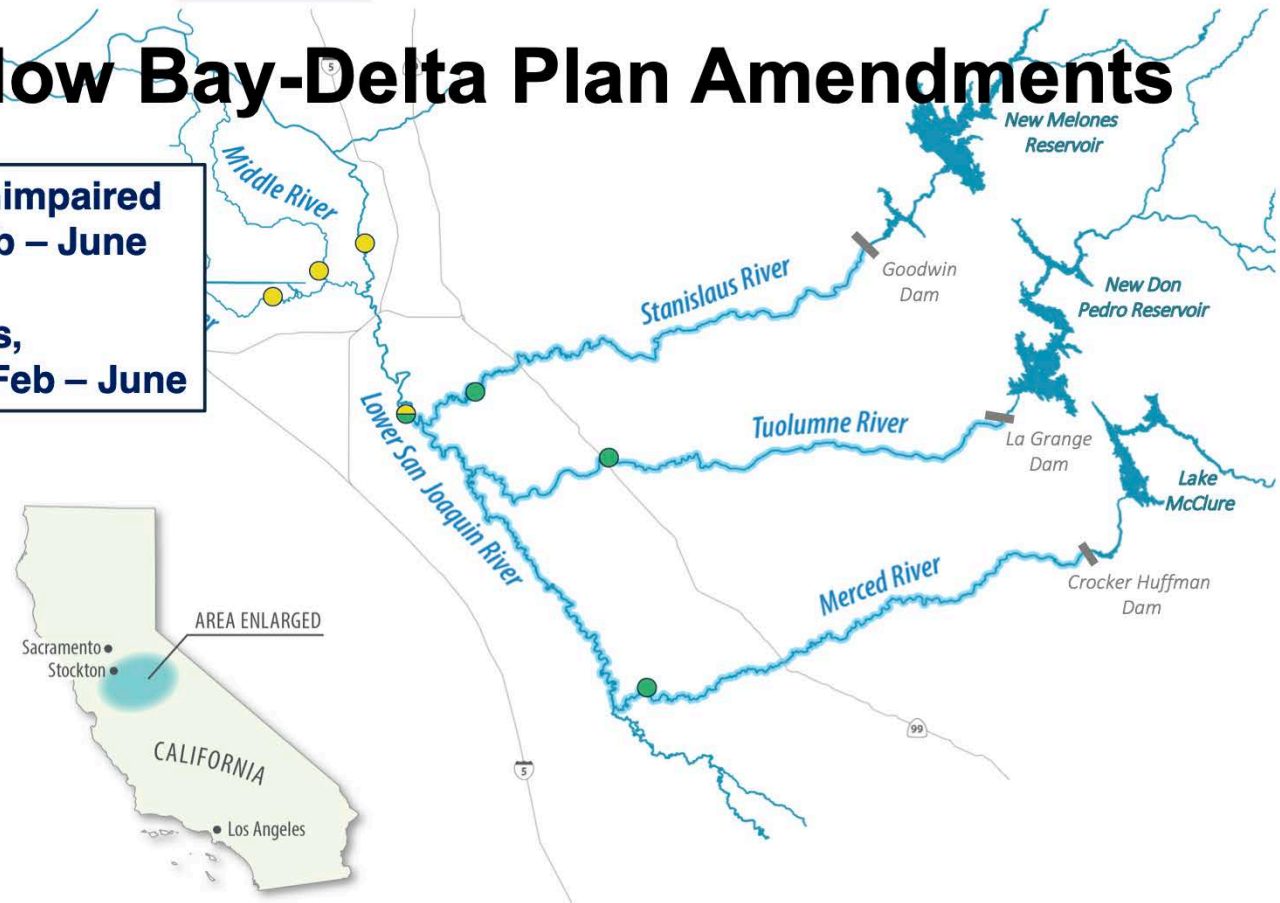 low Bay-Delta Plan Amendments
5
New Melones
Reservoir
Middle River
nimpaired
b – June
s,
Feb – June
Goodwin
Dam
Stanislaus River
New Don
Pedro Reservoir
Lower San Joaquin River
Tuolumne River
La Grange
Dam
Lake
McClure
Merced River
Crocker Huffman
Dam
AREA ENLARGED
Sacramento
Stockton
CALIFORNIA
Los Angeles
5
99